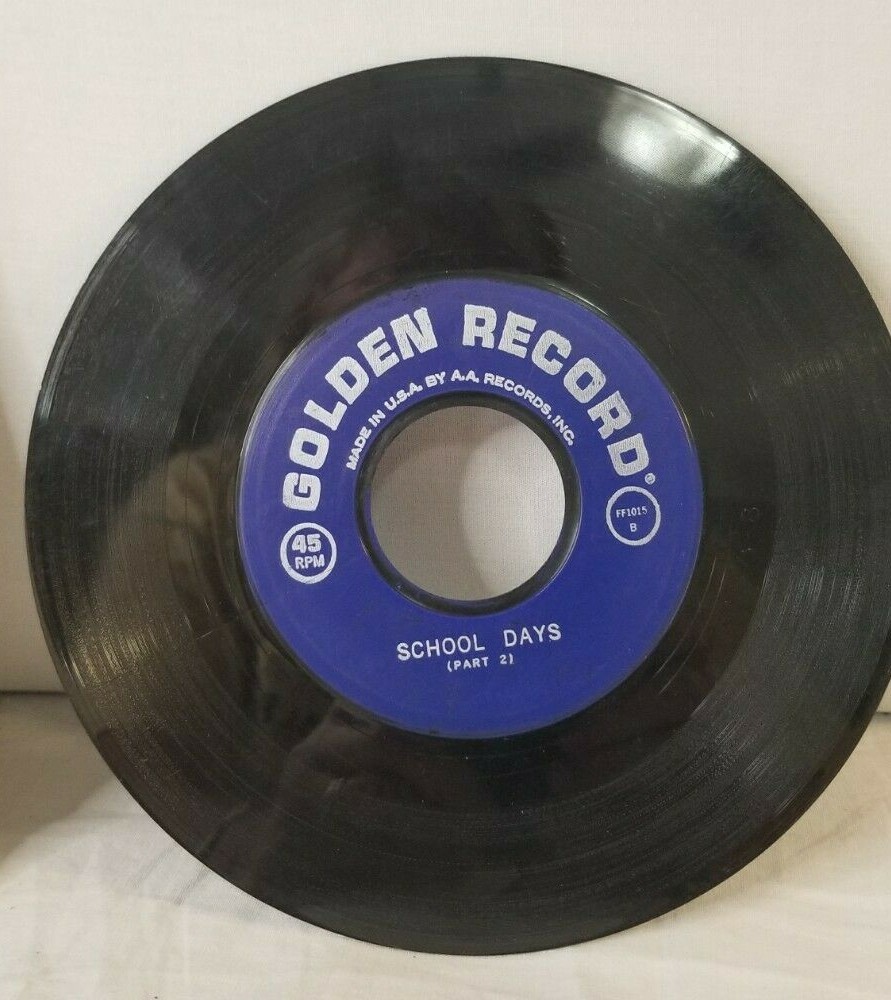 GOLDEN RECORD®
MADE IN U.S.A. BY A.A. RECORDS, INC.
45
RPM
FF1015
B
SCHOOL DAYS
(PART 2)